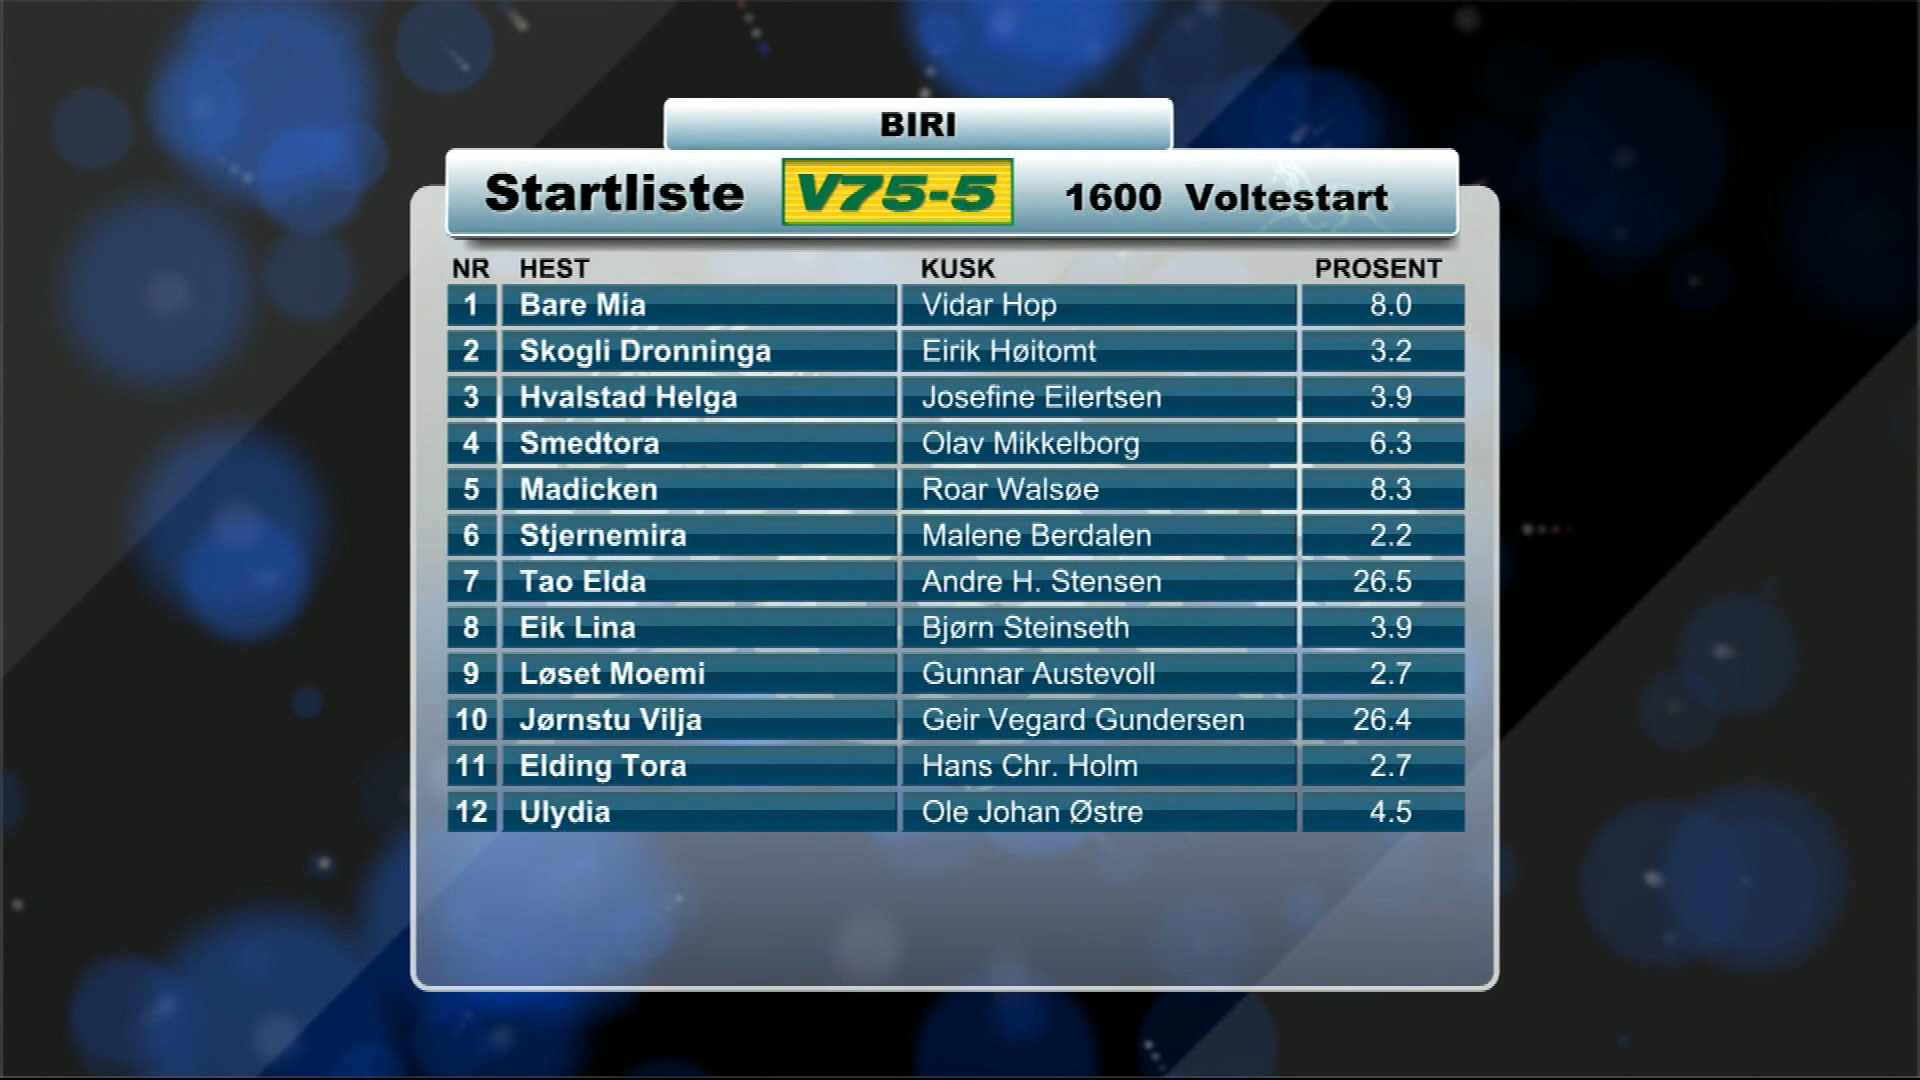 BIRI
Startliste V75-5 1600 Voltestart
NR HEST KUSK PROSENT
1 Bare Mia Vidar Hop 8.0
2 Skogli Dronninga Eirik Høitomt 3.2
3 Hvalstad Helga Josefine Eilertsen 3.9
4 Smedtora Olav Mikkelborg 6.3
5 Madicken Roar Walsøe 8.3
6 Stjernemira Malene Berdalen 2.2
7 Tao Elda Andre H. Stensen 26.5
8 Eik Lina Bjørn Steinseth 3.9
9 Løset Moemi Gunnar Austevoll 2.7
10 Jørnstu Vilja Geir Vegard Gundersen 26.4
11 Elding Tora Hans Chr. Holm 2.7
12 Ulydia Ole Johan Østre 4.5